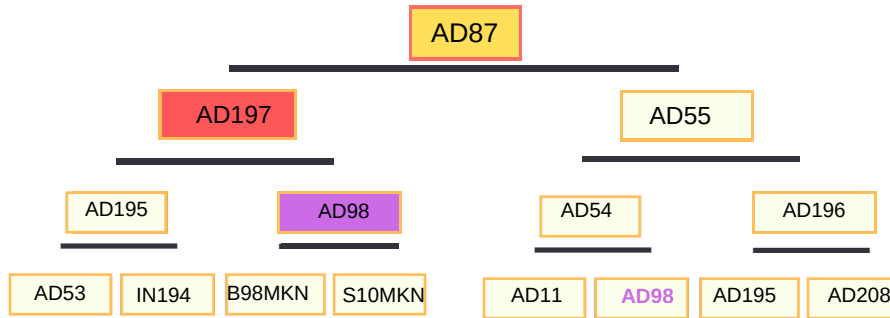 AD87
AD197
AD55
AD195
AD98
AD54
AD196
AD53
IN194
B98MKN
S10MKN
AD11
AD98
AD195
AD208